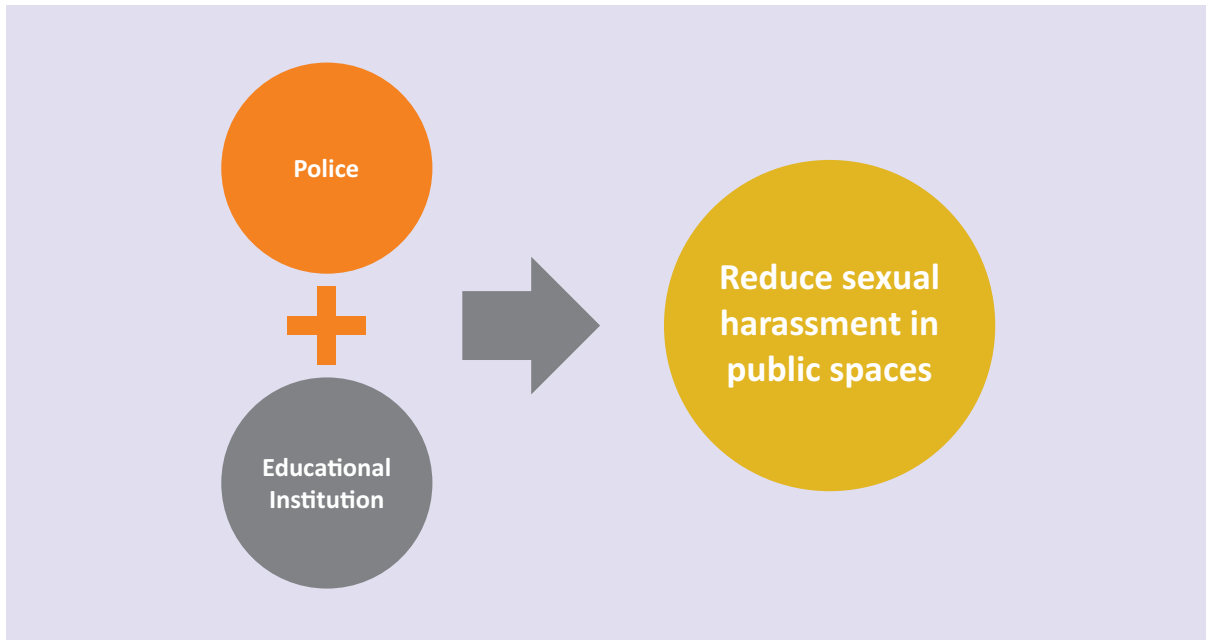 Police
Educational
Institution
Reduce sexual
harassment in
public spaces